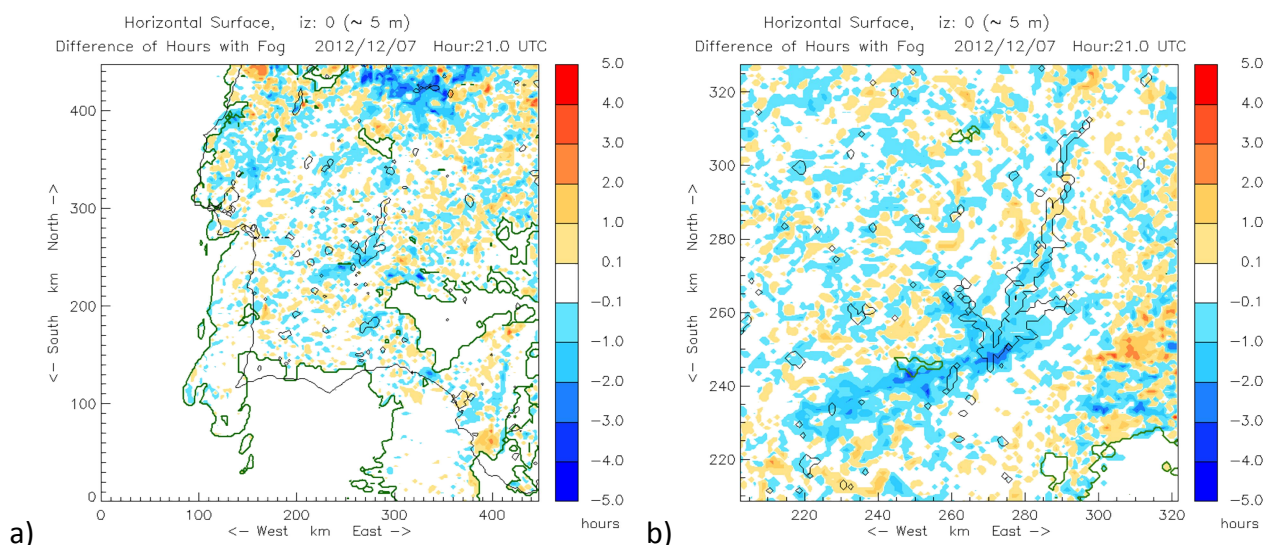 Horizontal Surface, iz: 0 (~ 5 m)
Difference of Hours with Fog 2012/12/07 Hour:21.0 UTC
5.0
4.0
3.0
2.0
1.0
0.1
−0.1
−1.0
−2.0
−3.0
−4.0
−5.0
hours
400
300
200
100
0
<− South km North −>
0 100 200 300 400
<− West km East −>
a)
Horizontal Surface, iz: 0 (~ 5 m)
Difference of Hours with Fog 2012/12/07 Hour:21.0 UTC
5.0
4.0
3.0
2.0
1.0
0.1
−0.1
−1.0
−2.0
−3.0
−4.0
−5.0
hours
320
300
280
260
240
220
<− South km North −>
220 240 260 280 300 320
<− West km East −>
b)